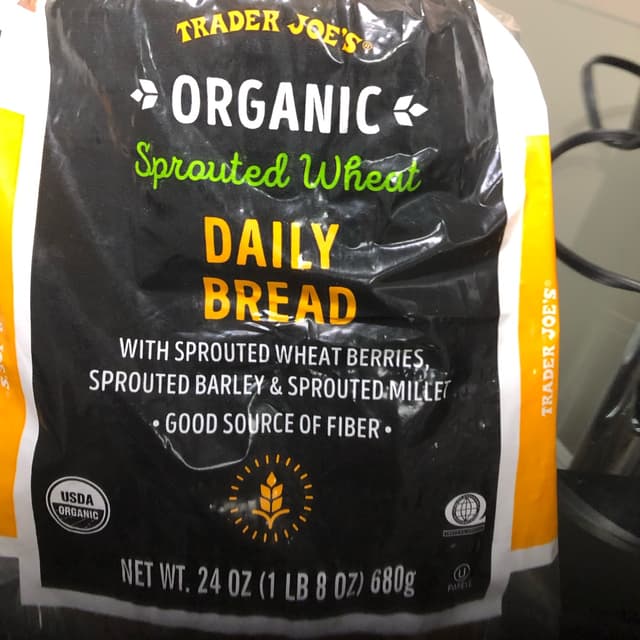 TRADER JOE'S®
ORGANIC
Sprouted Wheat
DAILY
BREAD
WITH SPROUTED WHEAT BERRIES,
SPROUTED BARLEY & SPROUTED MILLET
• GOOD SOURCE OF FIBER •
USDA
ORGANIC
U
PAREVE
NET WT. 24 OZ (1 LB 8 OZ) 680g
TRADER JOE'S